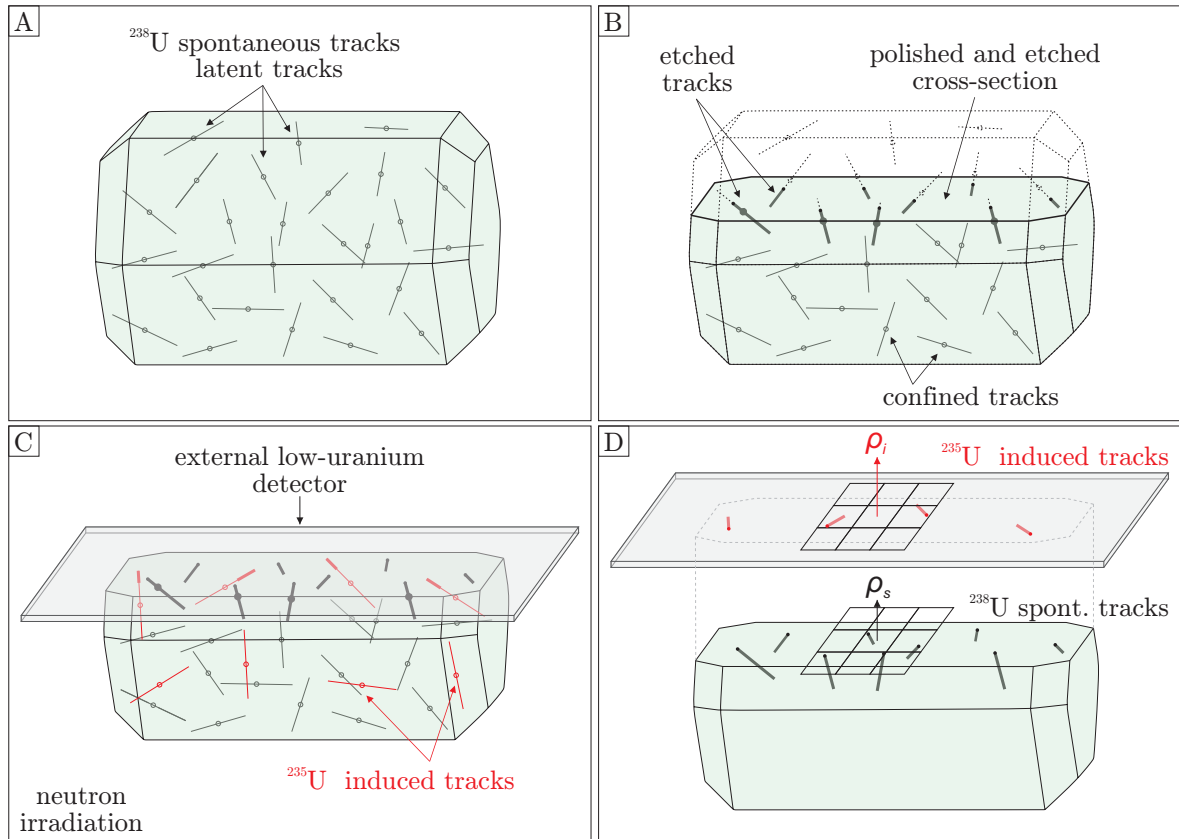 A
²³⁸U spontaneous tracks
latent tracks
B
etched
tracks
polished and etched
cross-section
confined tracks
C
external low-uranium
detector
²³⁵U induced tracks
neutron
irradiation
D
ρᵢ
²³⁵U induced tracks
ρₛ
²³⁸U spont. tracks